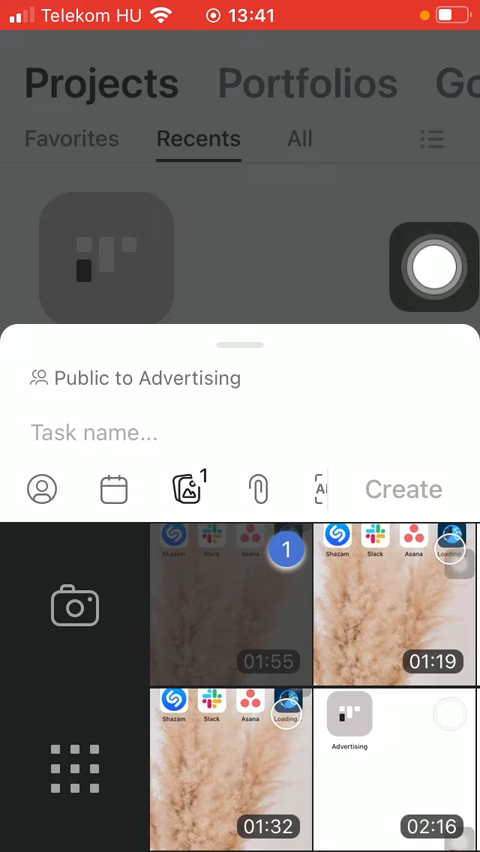 Telekom HU 13:41
Projects Portfolios Go
Favorites Recents All
Public to Advertising
Task name...
1
Create
1
Shazam Slack Asana
01:55
Shazam Slack Asana Loading...
01:19
Shazam Slack Asana Loading...
01:32
Advertising
02:16